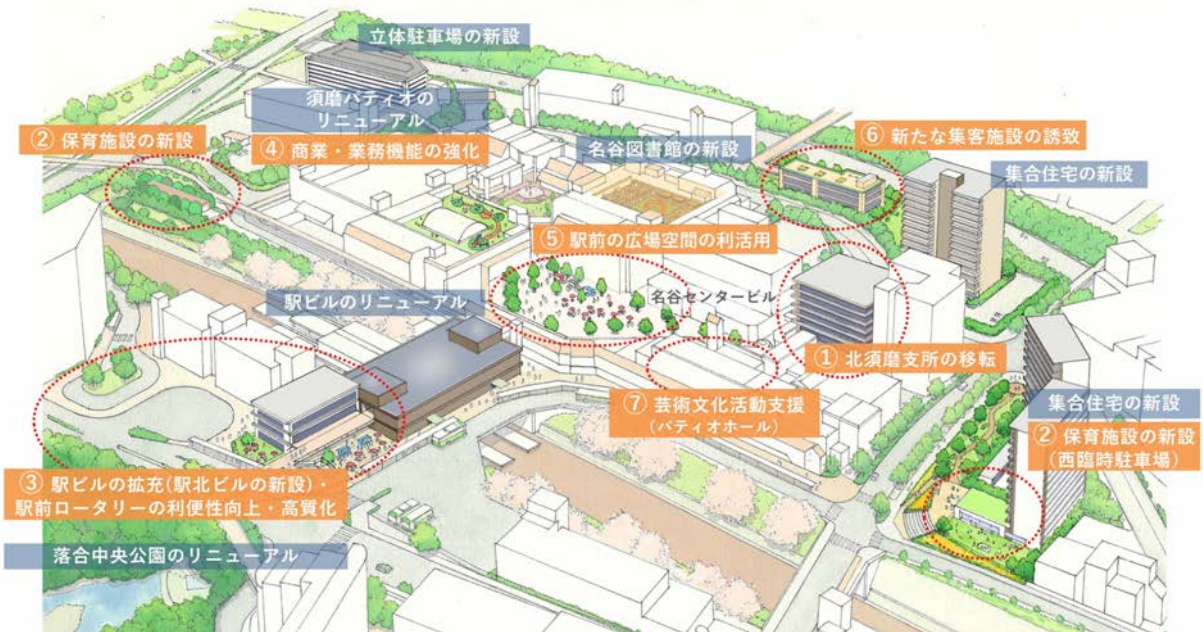 立体駐車場の新設
須磨パティオの
リニューアル
② 保育施設の新設
④ 商業・業務機能の強化
名谷図書館の新設
⑥ 新たな集客施設の誘致
集合住宅の新設
⑤ 駅前の広場空間の利活用
駅ビルのリニューアル
名谷センタービル
① 北須磨支所の移転
⑦ 芸術文化活動支援
(パティオホール)
集合住宅の新設
② 保育施設の新設
(西臨時駐車場)
③ 駅ビルの拡充(駅北ビルの新設)・
駅前ロータリーの利便性向上・高質化
落合中央公園のリニューアル